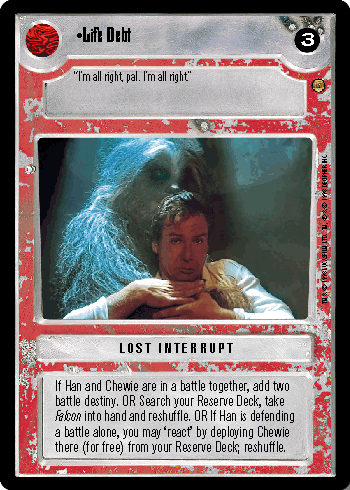 •Life Debt
3
"I'm all right, pal. I'm all right."
LOST INTERRUPT
If Han and Chewie are in a battle together, add two
battle destiny. OR Search your Reserve Deck, take
Falcon into hand and reshuffle. OR If Han is defending
a battle alone, you may 'react' by deploying Chewie
there (for free) from your Reserve Deck; reshuffle.